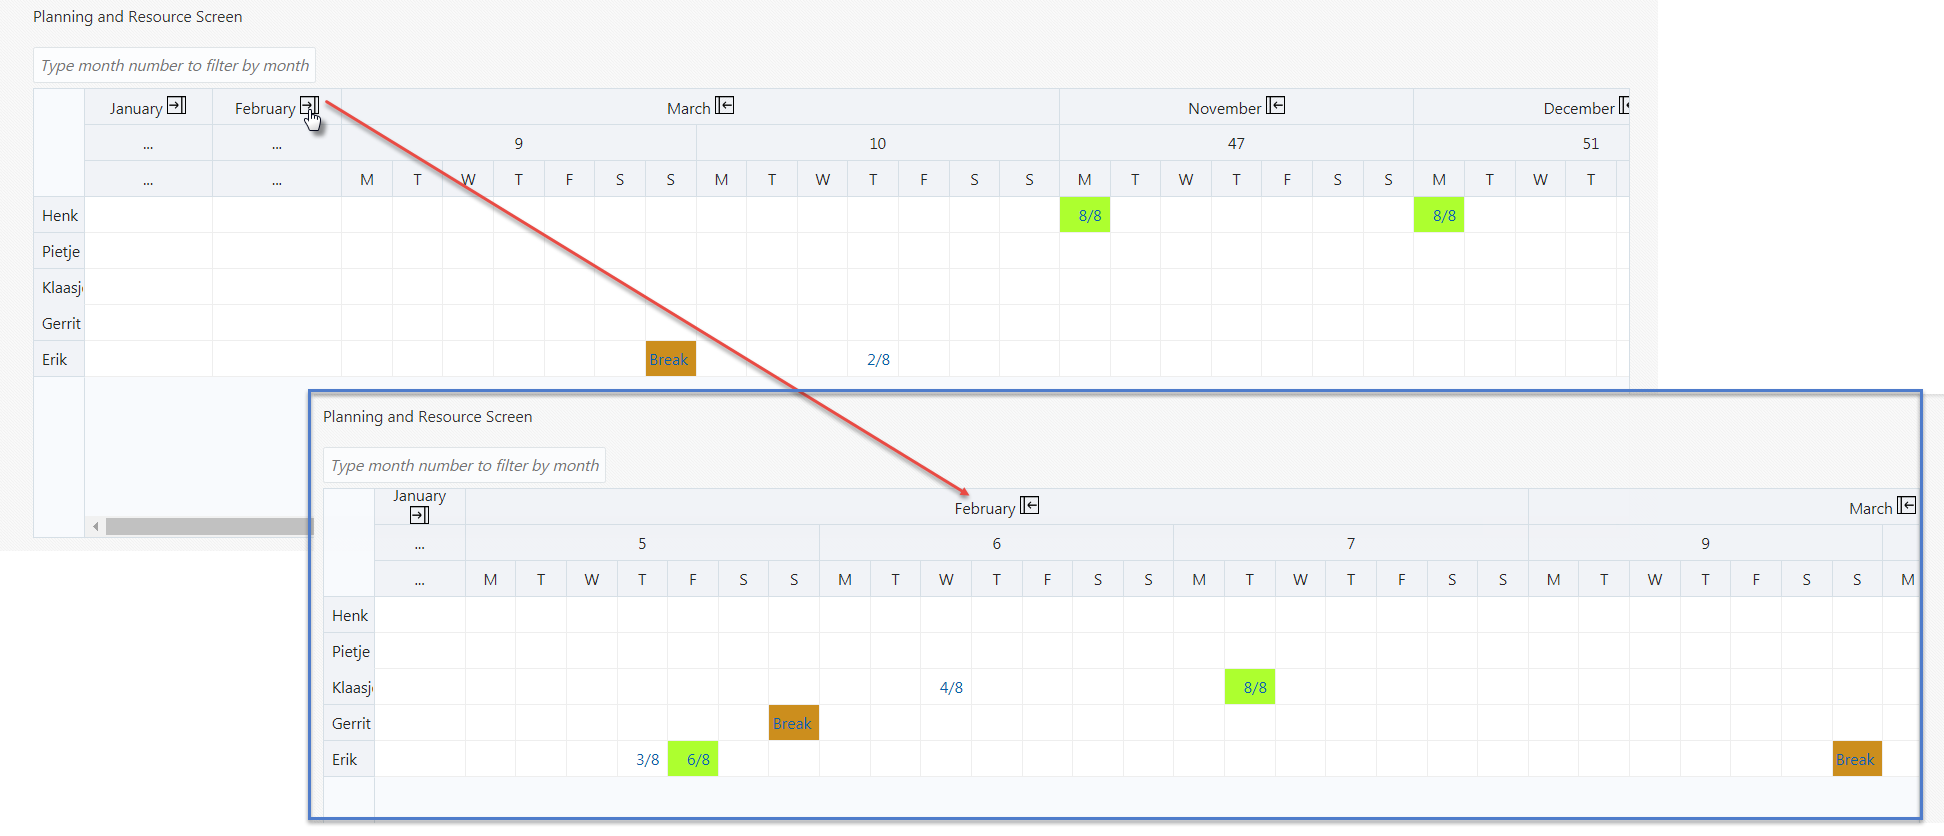 Planning and Resource Screen
Type month number to filter by month
January February March November December
... ... 9 10 47 51
... ... M T W T F S S M T W T F S S M T W T F S S M T W T
Henk 8/8 8/8
Pietje
Klaasj
Gerrit
Erik Break 2/8
Planning and Resource Screen
Type month number to filter by month
January February March
... 5 6 7 9
... M T W T F S S M T W T F S S M T W T F S S M T W T F S S M
Henk
Pietje
Klaasj 4/8 8/8
Gerrit Break
Erik 3/8 6/8 Break